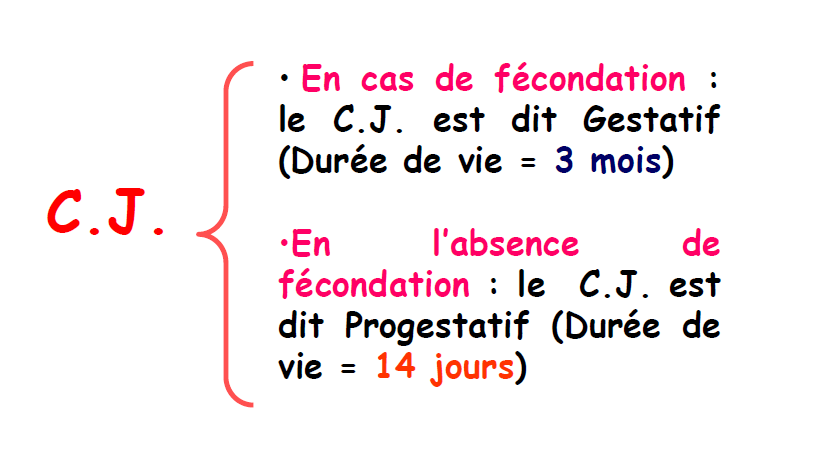 C.J.
• En cas de fécondation :
le C.J. est dit Gestatif
(Durée de vie = 3 mois)
•En l'absence de
fécondation : le C.J. est
dit Progestatif (Durée de
vie = 14 jours)